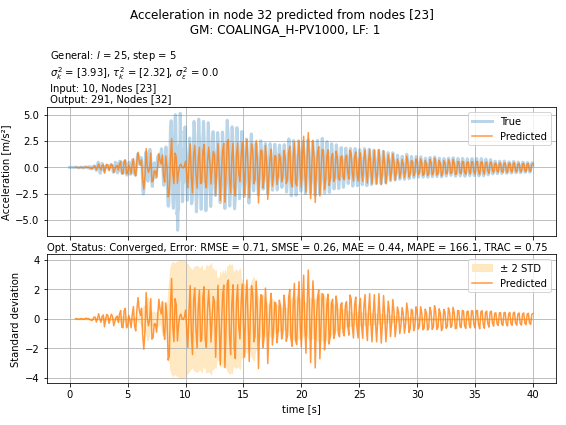 Acceleration in node 32 predicted from nodes [23]
GM: COALINGA_H-PV1000, LF: 1
General: l = 25, step = 5
σ²ₖ = [3.93], τ²ₖ = [2.32], σ²ε = 0.0
Input: 10, Nodes [23]
Output: 291, Nodes [32]
Acceleration [m/s²]
5.0
2.5
0.0
−2.5
−5.0
True
Predicted
Opt. Status: Converged, Error: RMSE = 0.71, SMSE = 0.26, MAE = 0.44, MAPE = 166.1, TRAC = 0.75
Standard deviation
4
2
0
−2
−4
± 2 STD
Predicted
0 5 10 15 20 25 30 35 40
time [s]